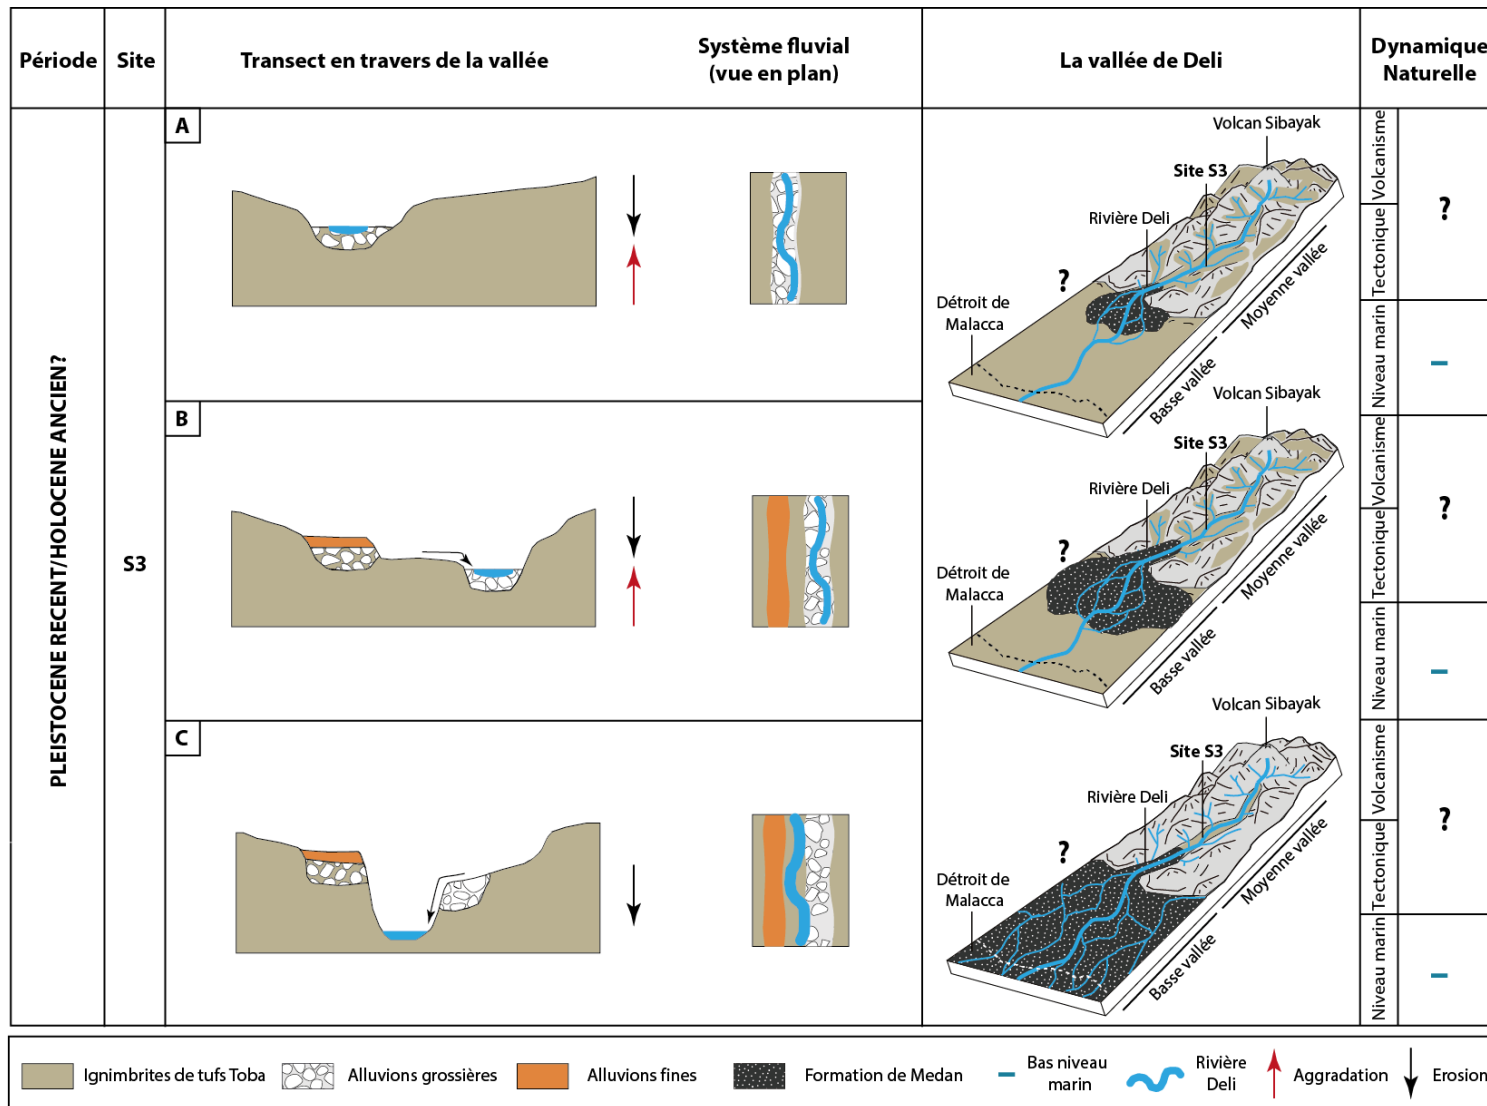 Période
Site
Transect en travers de la vallée
Système fluvial
(vue en plan)
La vallée de Deli
Dynamique
Naturelle
PLEISTOCENE RECENT/HOLOCENE ANCIEN?
S3
A
Volcan Sibayak
Site S3
Rivière Deli
?
Détroit de
Malacca
Moyenne vallée
Basse vallée
Volcanisme
Tectonique
?
Niveau marin
–
B
Volcan Sibayak
Site S3
Rivière Deli
?
Détroit de
Malacca
Moyenne vallée
Basse vallée
Volcanisme
Tectonique
?
Niveau marin
–
C
Volcan Sibayak
Site S3
Rivière Deli
?
Détroit de
Malacca
Moyenne vallée
Basse vallée
Volcanisme
Tectonique
?
Niveau marin
–
Ignimbrites de tufs Toba
Alluvions grossières
Alluvions fines
Formation de Medan
Bas niveau
marin
Rivière
Deli
Aggradation
Erosion